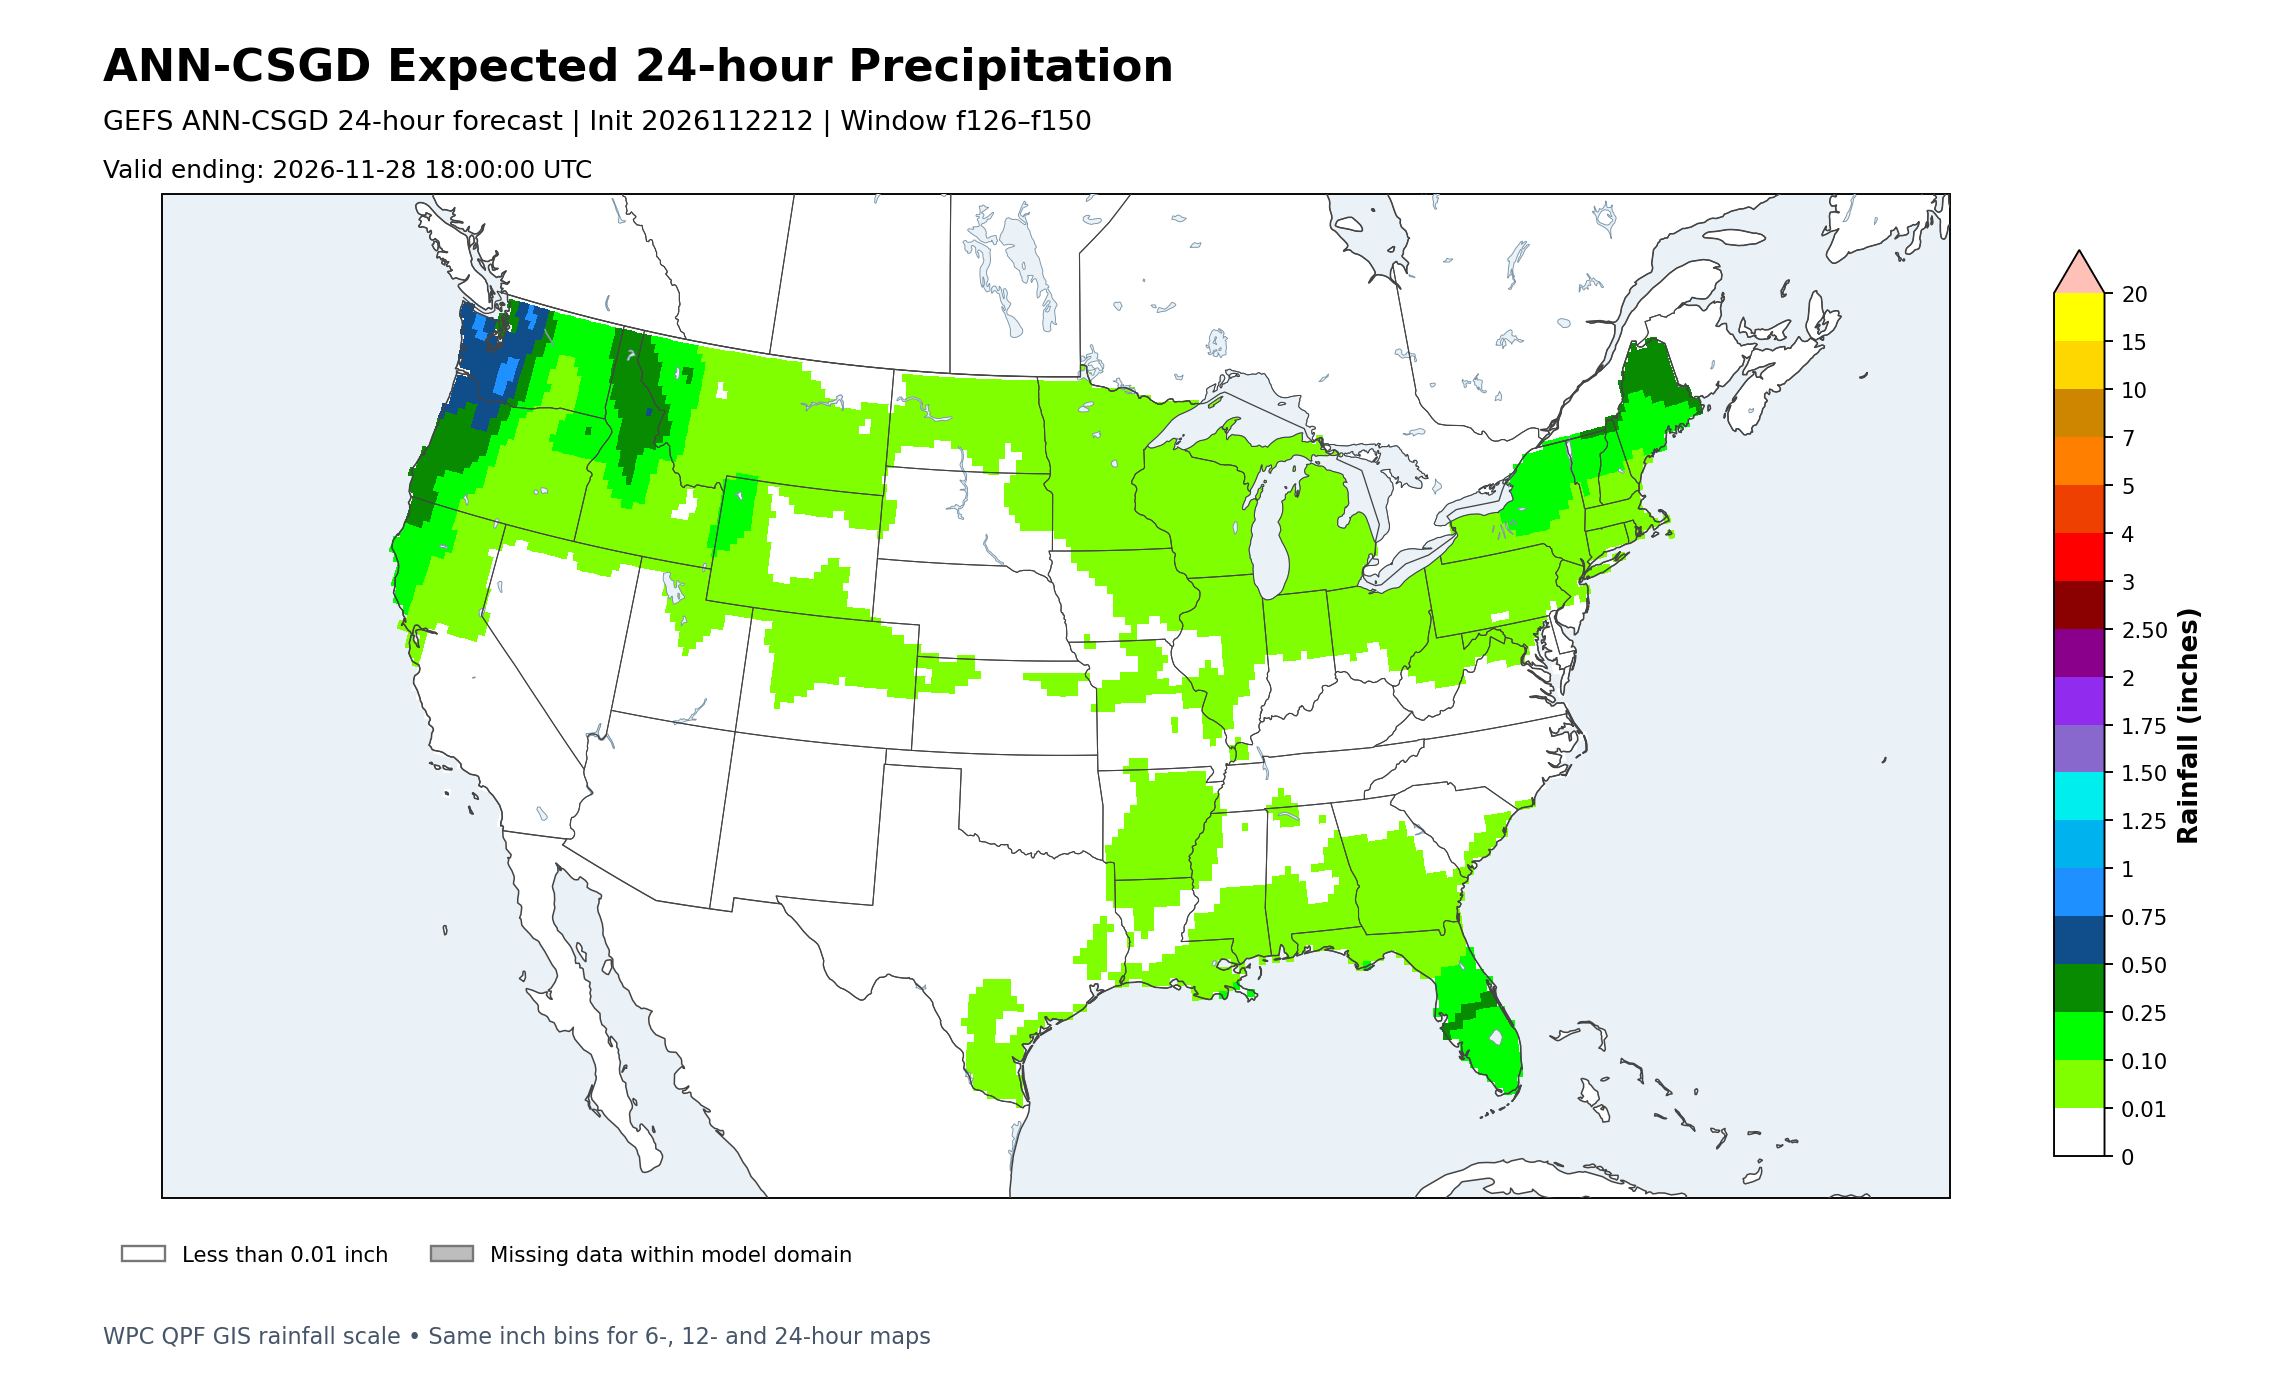 ANN-CSGD Expected 24-hour Precipitation
GEFS ANN-CSGD 24-hour forecast | Init 2026112212 | Window f126–f150
Valid ending: 2026-11-28 18:00:00 UTC
20
15
10
7
5
4
3
2.50
2
1.75
1.50
1.25
1
0.75
0.50
0.25
0.10
0.01
0
Rainfall (inches)
Less than 0.01 inch
Missing data within model domain
WPC QPF GIS rainfall scale • Same inch bins for 6-, 12- and 24-hour maps